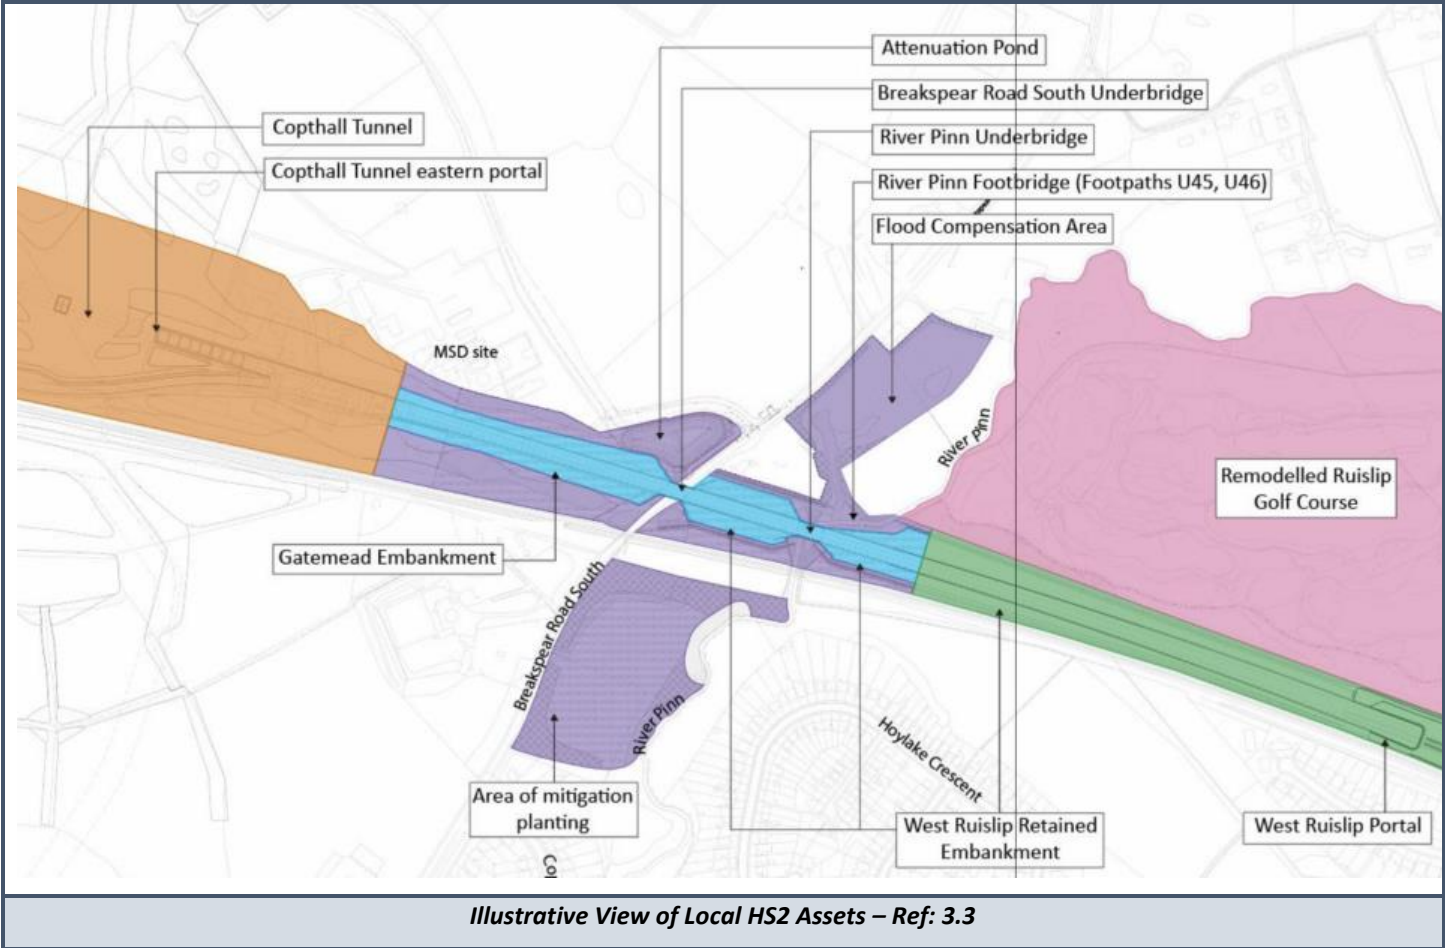 Attenuation Pond
Breakspear Road South Underbridge
Copthall Tunnel
River Pinn Underbridge
Copthall Tunnel eastern portal
River Pinn Footbridge (Footpaths U45, U46)
Flood Compensation Area
MSD site
River pinn
Remodelled Ruislip
Golf Course
Gatemead Embankment
Breakspear Road South
River Pinn
Hoylake Crescent
Area of mitigation
planting
West Ruislip Retained
Embankment
West Ruislip Portal
Illustrative View of Local HS2 Assets – Ref: 3.3